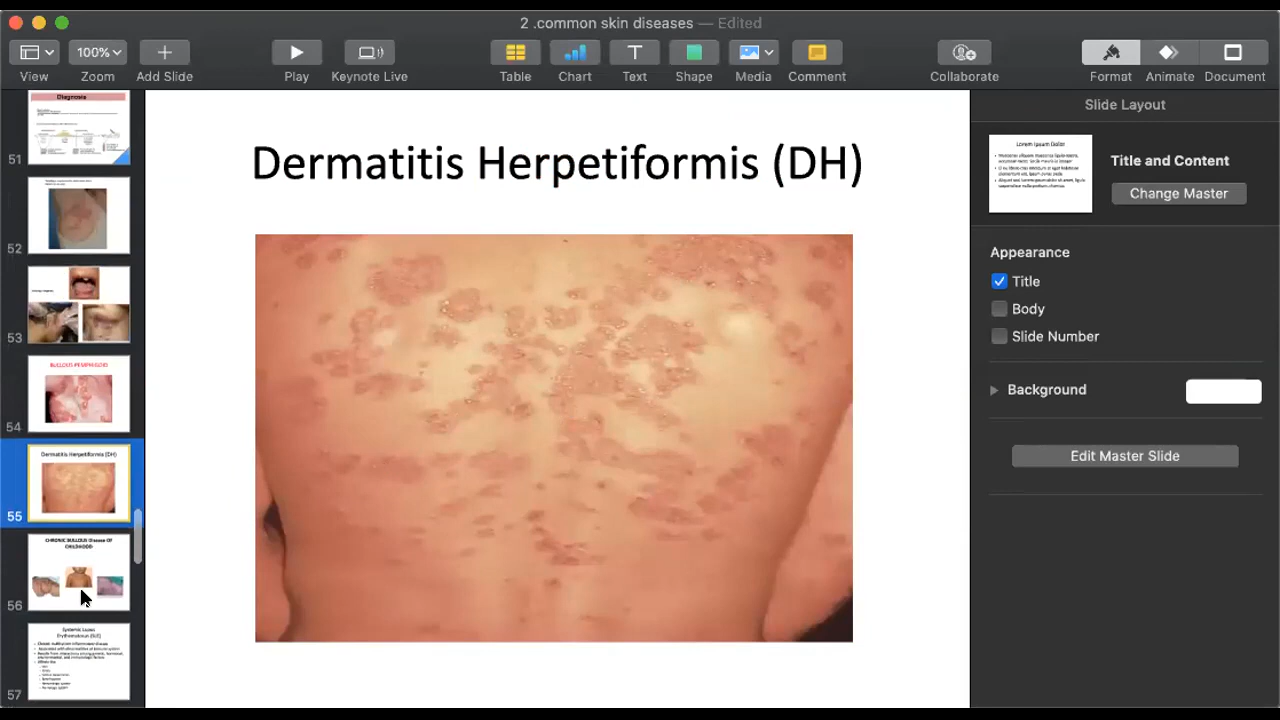 2 .common skin diseases — Edited
100%
View
Zoom
Add Slide
Play
Keynote Live
Table
Chart
Text
Shape
Media
Comment
Collaborate
Format
Animate
Document
Diagnosis
51
52
53
BULLOUS PEMPHIGOID
54
Dermatitis Herpetiformis (DH)
55
CHRONIC BULLOUS Disease OF
CHILDHOOD
56
Systemic Lupus
Erythematosus (SLE)
57
Dermatitis Herpetiformis (DH)
Slide Layout
Lorem Ipsum Dolor
Title and Content
Change Master
Appearance
Title
Body
Slide Number
Background
Edit Master Slide